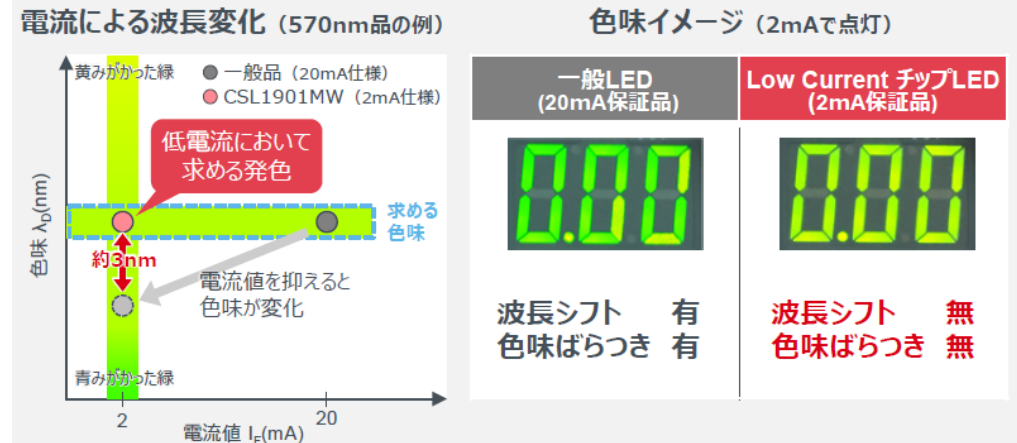 電流による波長変化（570nm品の例）
黄みがかった緑
一般品（20mA仕様）
CSL1901MW（2mA仕様）
低電流において
求める発色
求める
色味
約3nm
電流値を抑えると
色味が変化
青みがかった緑
色味 λD(nm)
2
20
電流値 IF(mA)
色味イメージ（2mAで点灯）
一般LED
(20mA保証品)
Low Current チップLED
(2mA保証品)
0.00
0.00
波長シフト 有
色味ばらつき 有
波長シフト 無
色味ばらつき 無